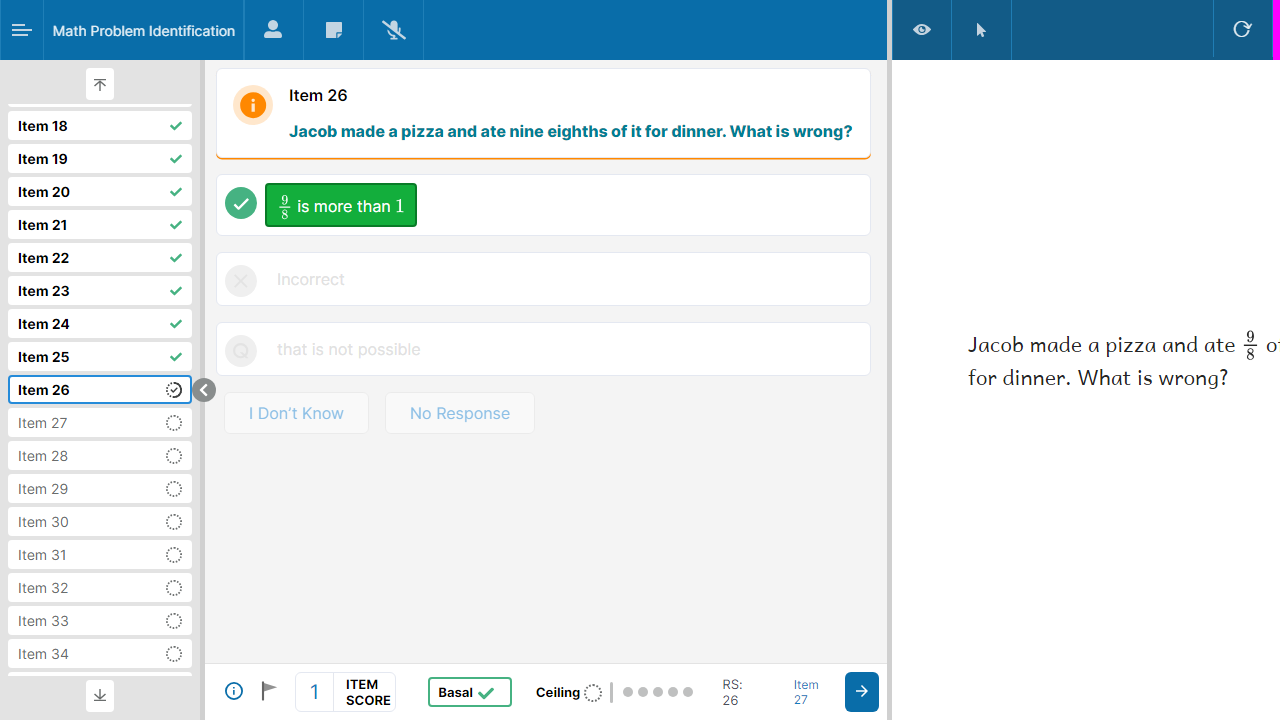 Math Problem Identification
Item 18
Item 19
Item 20
Item 21
Item 22
Item 23
Item 24
Item 25
Item 26
Item 27
Item 28
Item 29
Item 30
Item 31
Item 32
Item 33
Item 34
Item 26
Jacob made a pizza and ate nine eighths of it for dinner. What is wrong?
9/8 is more than 1
Incorrect
Q that is not possible
I Don't Know
No Response
1 ITEM SCORE
Basal
Ceiling
RS: 26
Item 27
Jacob made a pizza and ate 9/8
for dinner. What is wrong?